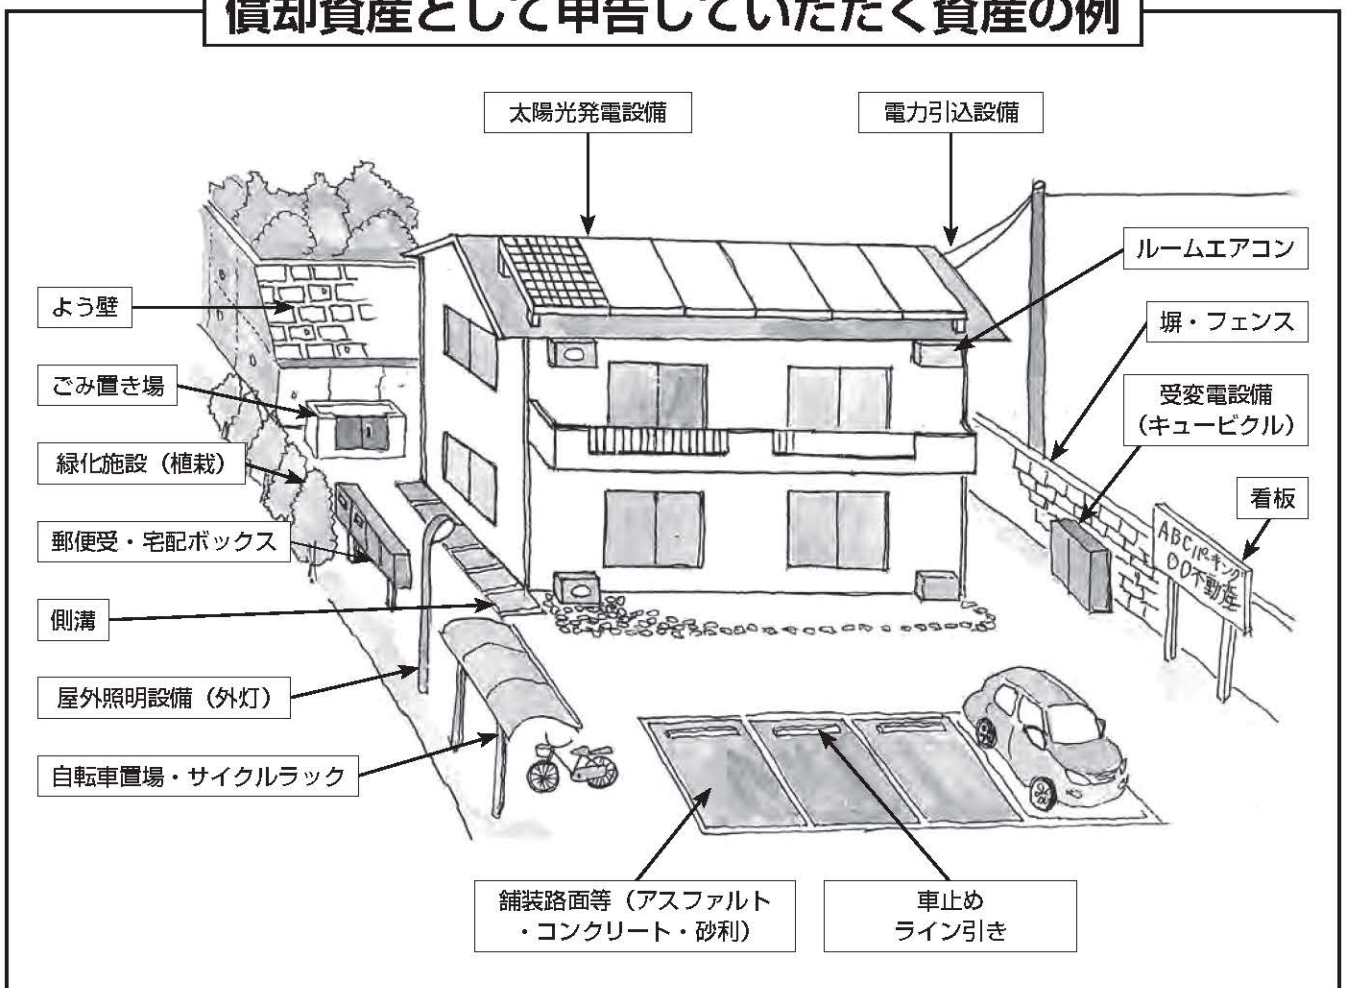 償却資産として申告していただく資産の例
太陽光発電設備
電力引込設備
ルームエアコン
よう壁
塀・フェンス
ごみ置き場
受変電設備
（キュービクル）
緑化施設（植栽）
看板
郵便受・宅配ボックス
ABCパーキング
○○不動産
側溝
屋外照明設備（外灯）
自転車置場・サイクルラック
舗装路面等（アスファルト
・コンクリート・砂利）
車止め
ライン引き